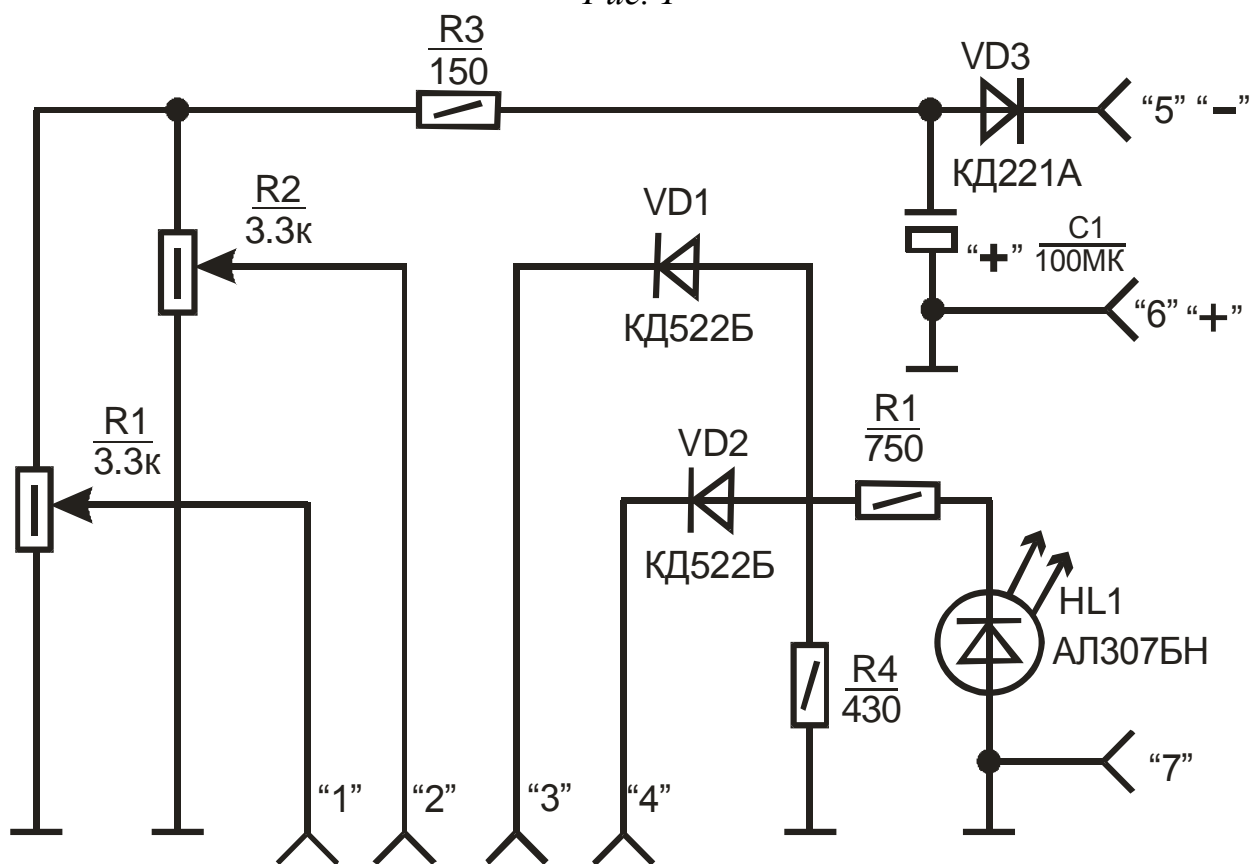 Рис. 1
R3
150
VD3
“5” “-”
КД221А
R2
3.3к
VD1
“+”
C1
100МК
КД522Б
“6” “+”
R1
3.3к
VD2
R1
750
КД522Б
HL1
АЛ307БН
R4
430
“1”
“2”
“3”
“4”
“7”